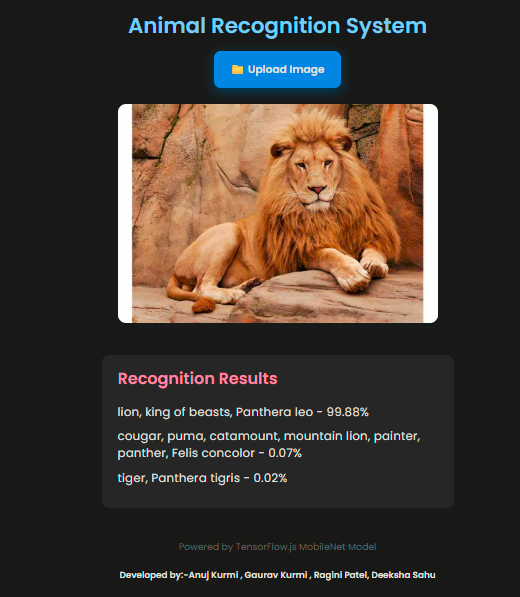 Animal Recognition System
📁 Upload Image
Recognition Results
lion, king of beasts, Panthera leo - 99.88%
cougar, puma, catamount, mountain lion, painter,
panther, Felis concolor - 0.07%
tiger, Panthera tigris - 0.02%
Powered by TensorFlow.js MobileNet Model
Developed by:-Anuj Kurmi , Gaurav Kurmi , Ragini Patel, Deeksha Sahu